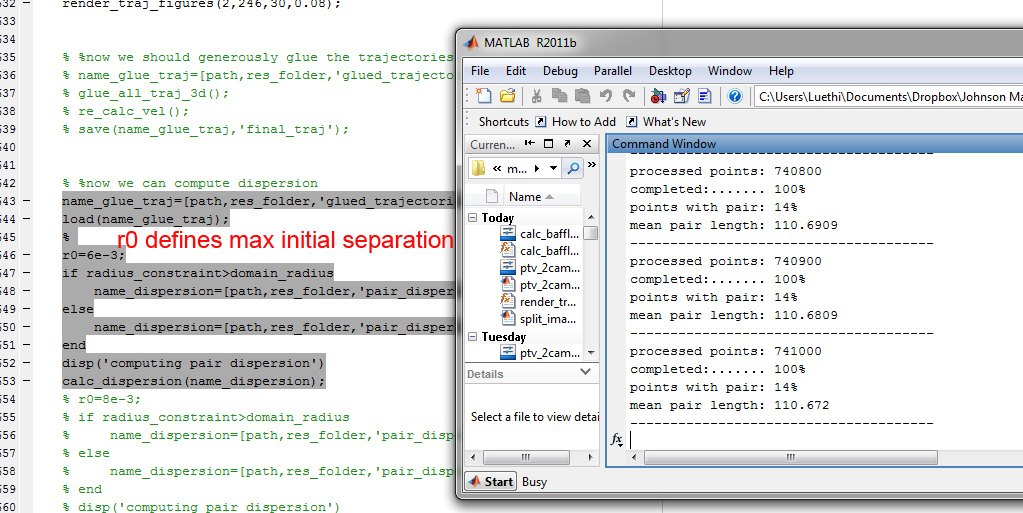 532 – render_traj_figures(2,246,30,0.08);
533
534
535 % %now we should generously glue the trajectories
536 % name_glue_traj=[path,res_folder,'glued_trajecto
537 % glue_all_traj_3d();
538 % re_calc_vel();
539 % save(name_glue_traj,'final_traj');
540
541
542 % %now we can compute dispersion
543 – name_glue_traj=[path,res_folder,'glued_trajectori
544 – load(name_glue_traj);
545 %
r0 defines max initial separation
546 – r0=6e-3;
547 – if radius_constraint>domain_radius
548 – name_dispersion=[path,res_folder,'pair_disper
549 – else
550 – name_dispersion=[path,res_folder,'pair_disper
551 – end
552 – disp('computing pair dispersion')
553 – calc_dispersion(name_dispersion);
554 % r0=8e-3;
555 % if radius_constraint>domain_radius
556 % name_dispersion=[path,res_folder,'pair_disp
557 % else
558 % name_dispersion=[path,res_folder,'pair_disp
559 % end
560 % disp('computing pair dispersion')
MATLAB R2011b
File Edit Debug Parallel Desktop Window Help
C:\Users\Luethi\Documents\Dropbox\Johnson Ma
Shortcuts How to Add What's New
Curren...
« m...
»
Name
Today
calc_baffl...
calc_baffl...
ptv_2cam...
ptv_2cam...
render_tr...
split_ima...
Tuesday
ptv_2cam...
Details
Select a file to view detai
Command Window
processed points: 740800
completed:....... 100%
points with pair: 14%
mean pair length: 110.6909
---------------------------------------
processed points: 740900
completed:....... 100%
points with pair: 14%
mean pair length: 110.6809
---------------------------------------
processed points: 741000
completed:....... 100%
points with pair: 14%
mean pair length: 110.672
---------------------------------------
fx
Start Busy